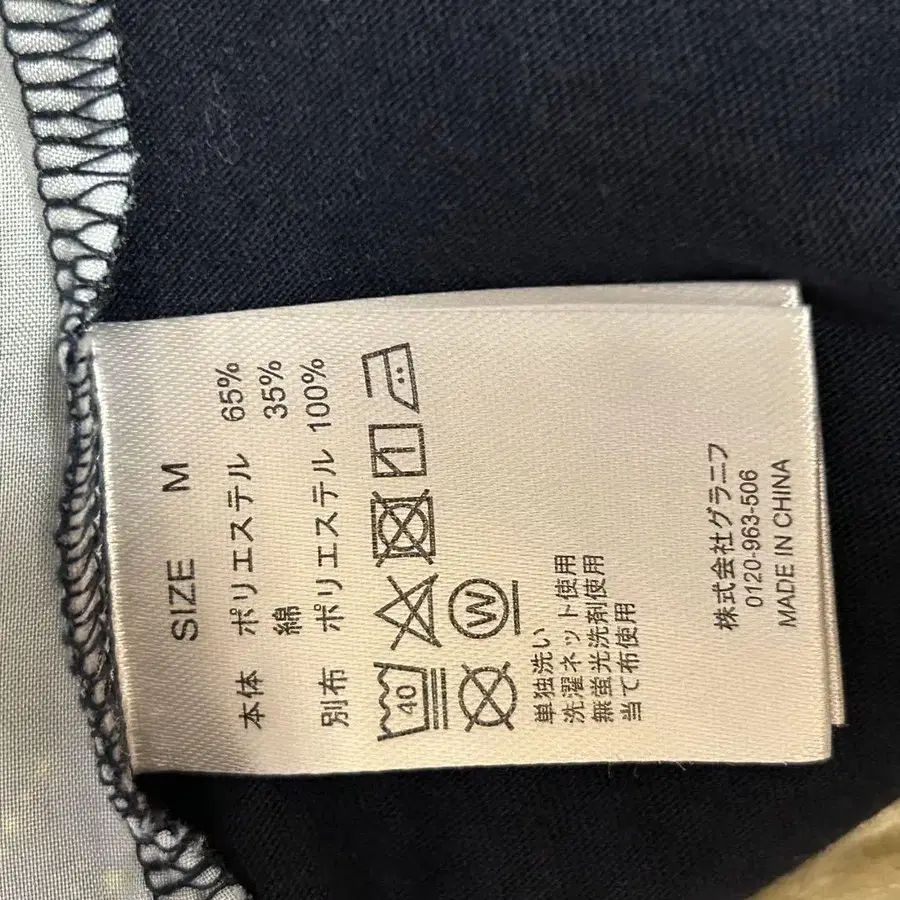 SIZE M
本体 ポリエステル 65%
綿 35%
別布 ポリエステル 100%
40
W
単独洗い
洗濯ネット使用
無蛍光洗剤使用
当て布使用
株式会社グラニフ
0120-963-506
MADE IN CHINA